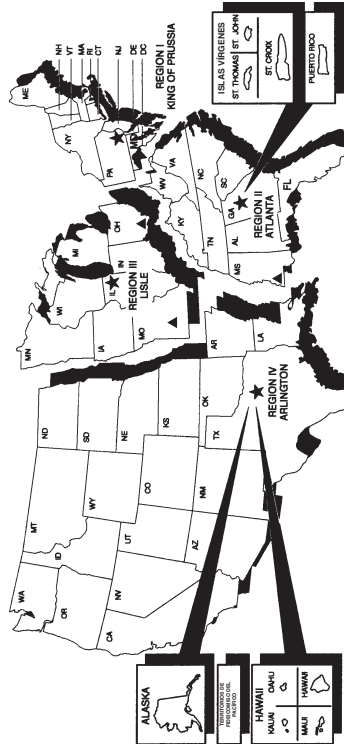 WA
OR
CA
NV
ID
MT
WY
UT
AZ
CO
NM
ND
SD
NE
KS
OK
TX
REGION IV
ARLINGTON
MN
IA
MO
AR
LA
WI
IL
IN
MI
OH
REGION III
LISLE
KY
TN
MS
AL
GA
FL
SC
NC
VA
WV
REGION II
ATLANTA
PA
NY
ME
MD
NH
VT
MA
RI
CT
NJ
DE
DC
REGION I
KING OF PRUSSIA
ALASKA
TERRITORIOS DE
FIDEICOMISO DEL
PACIFICO
HAWAII
KAUAI
OAHU
MAUI
HAWAII
ISLAS VÍRGENES
ST. THOMAS
ST. JOHN
ST. CROIX
PUERTO RICO